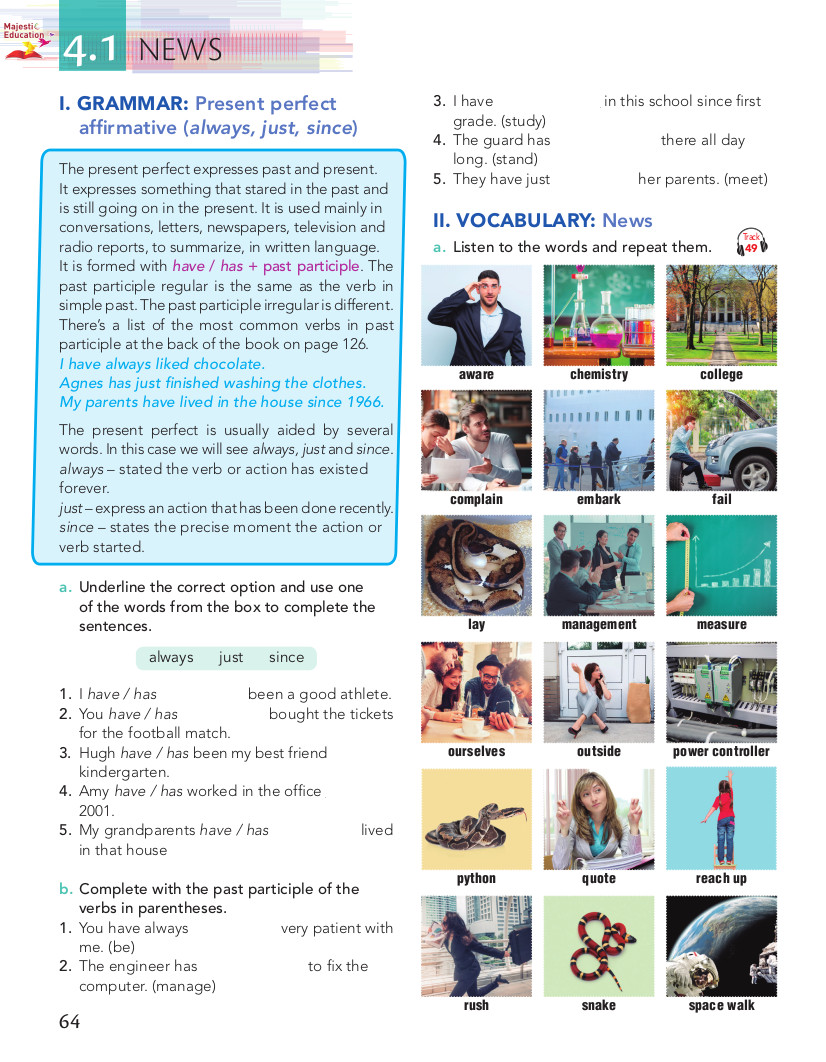 Majestic
Education
4.1 NEWS
I. GRAMMAR: Present perfect
affirmative (always, just, since)
The present perfect expresses past and present.
It expresses something that stared in the past and
is still going on in the present. It is used mainly in
conversations, letters, newspapers, television and
radio reports, to summarize, in written language.
It is formed with have / has + past participle. The
past participle regular is the same as the verb in
simple past. The past participle irregular is different.
There's a list of the most common verbs in past
participle at the back of the book on page 126.
I have always liked chocolate.
Agnes has just finished washing the clothes.
My parents have lived in the house since 1966.
The present perfect is usually aided by several
words. In this case we will see always, just and since.
always – stated the verb or action has existed
forever.
just – express an action that has been done recently.
since – states the precise moment the action or
verb started.
a. Underline the correct option and use one
of the words from the box to complete the
sentences.
always just since
1. I have / has been a good athlete.
2. You have / has bought the tickets
for the football match.
3. Hugh have / has been my best friend
kindergarten.
4. Amy have / has worked in the office
2001.
5. My grandparents have / has lived
in that house
b. Complete with the past participle of the
verbs in parentheses.
1. You have always very patient with
me. (be)
2. The engineer has to fix the
computer. (manage)
64
3. I have in this school since first
grade. (study)
4. The guard has there all day
long. (stand)
5. They have just her parents. (meet)
II. VOCABULARY: News
a. Listen to the words and repeat them.
Track
49
aware chemistry college
complain embark fail
lay management measure
ourselves outside power controller
python quote reach up
rush snake space walk